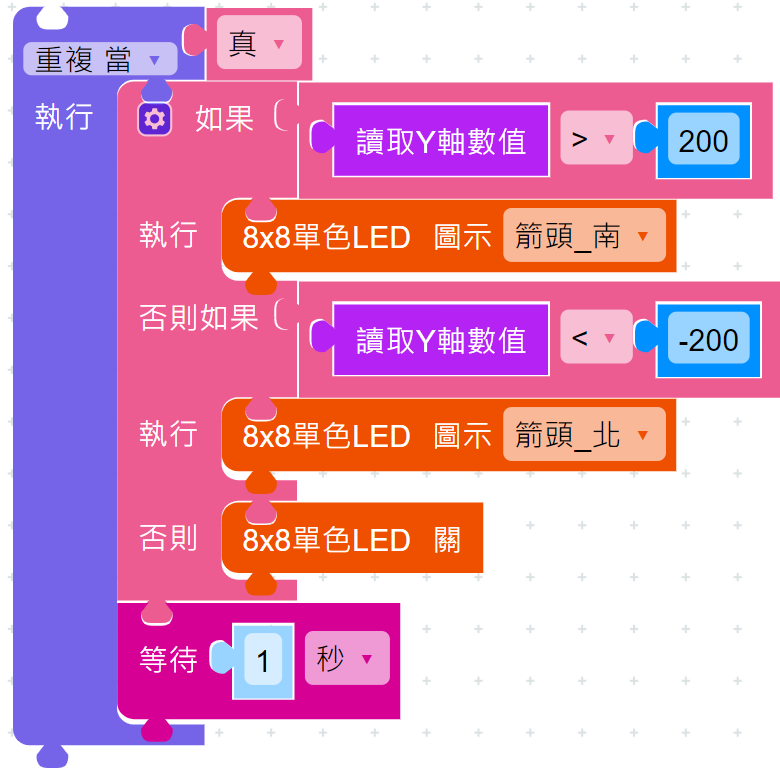 重複 當 真
執行 如果 讀取Y軸數值 > 200
執行 8x8單色LED 圖示 箭頭_南
否則如果 讀取Y軸數值 < -200
執行 8x8單色LED 圖示 箭頭_北
否則 8x8單色LED 關
等待 1 秒